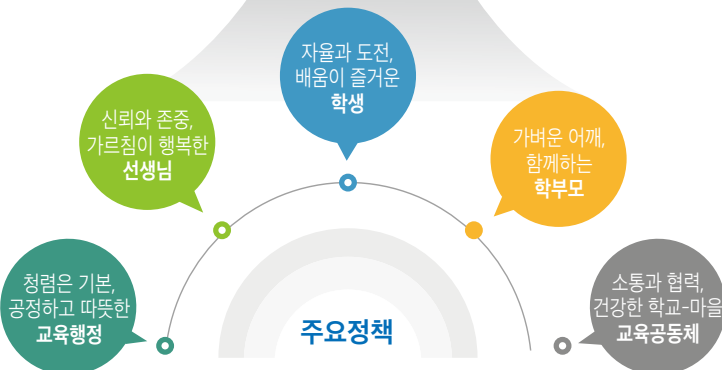 자율과 도전,
배움이 즐거운
학생
신뢰와 존중,
가르침이 행복한
선생님
가벼운 어깨,
함께하는
학부모
청렴은 기본,
공정하고 따뜻한
교육행정
소통과 협력,
건강한 학교-마을
교육공동체
주요정책